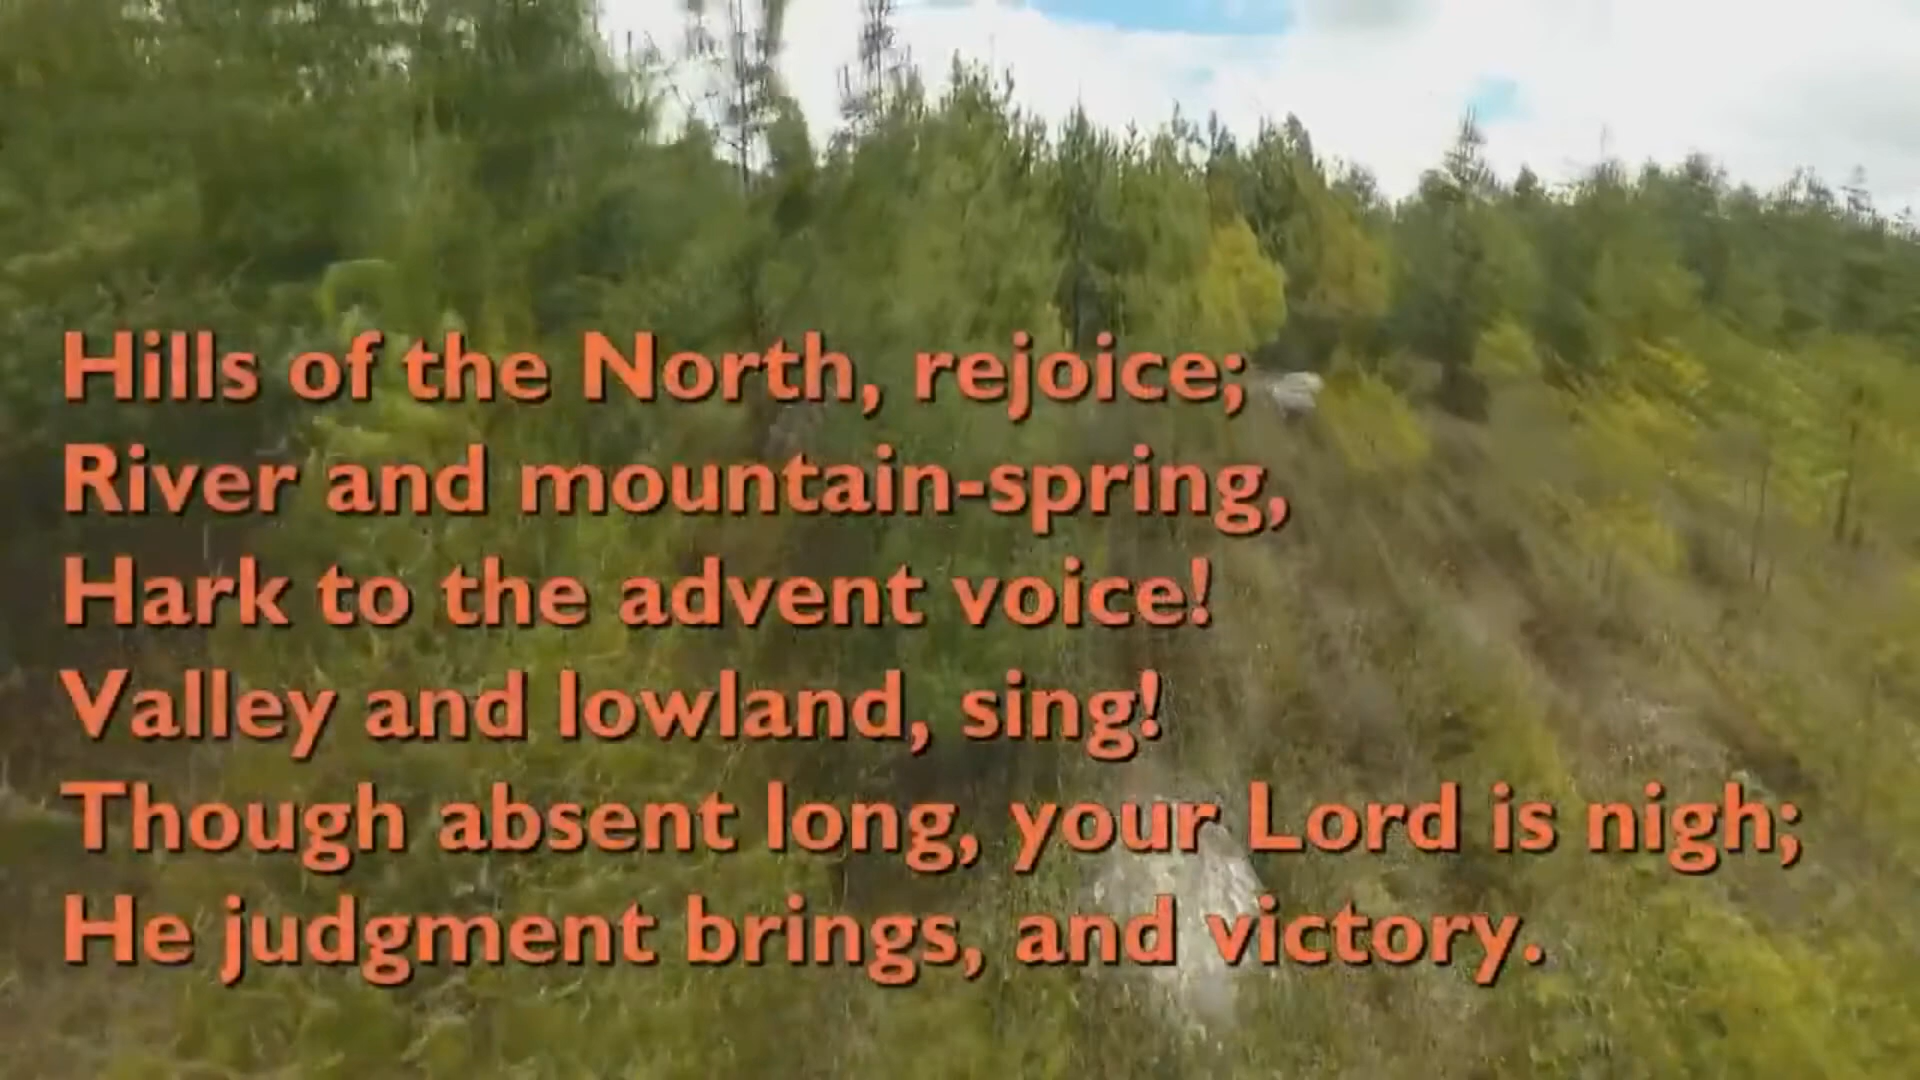 Hills of the North, rejoice;
River and mountain-spring,
Hark to the advent voice!
Valley and lowland, sing!
Though absent long, your Lord is nigh;
He judgment brings, and victory.